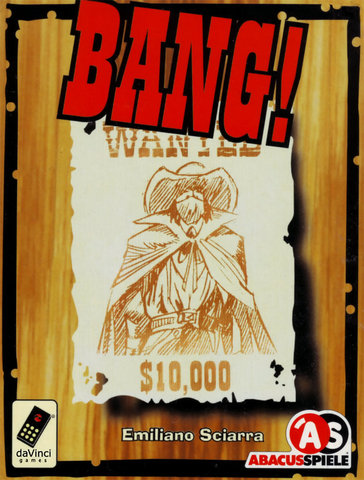 BANG!
WANTED
$10,000
Emiliano Sciarra
daVinci
games
AS
ABACUSSPIELE